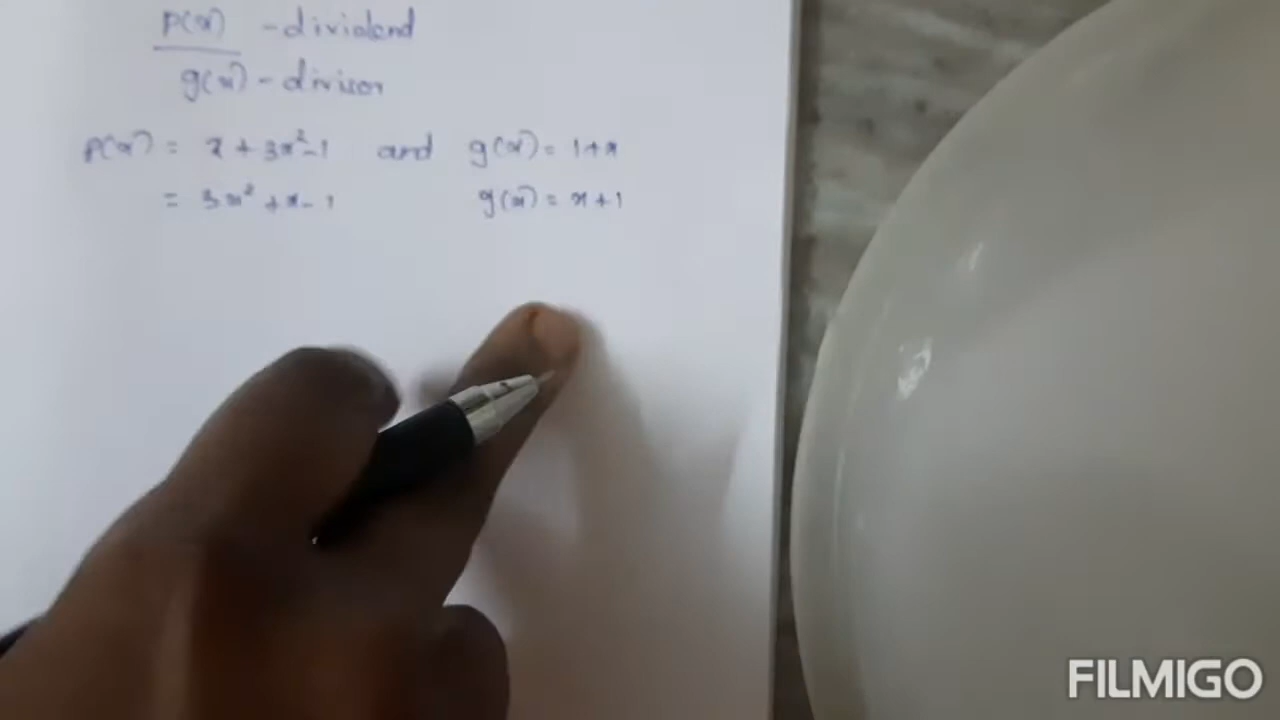 p(x) - dividend
g(x) - divisor
p(x) = x + 3x² - 1 and g(x) = 1 + x
= 3x² + x - 1 g(x) = x + 1
FILMIGO